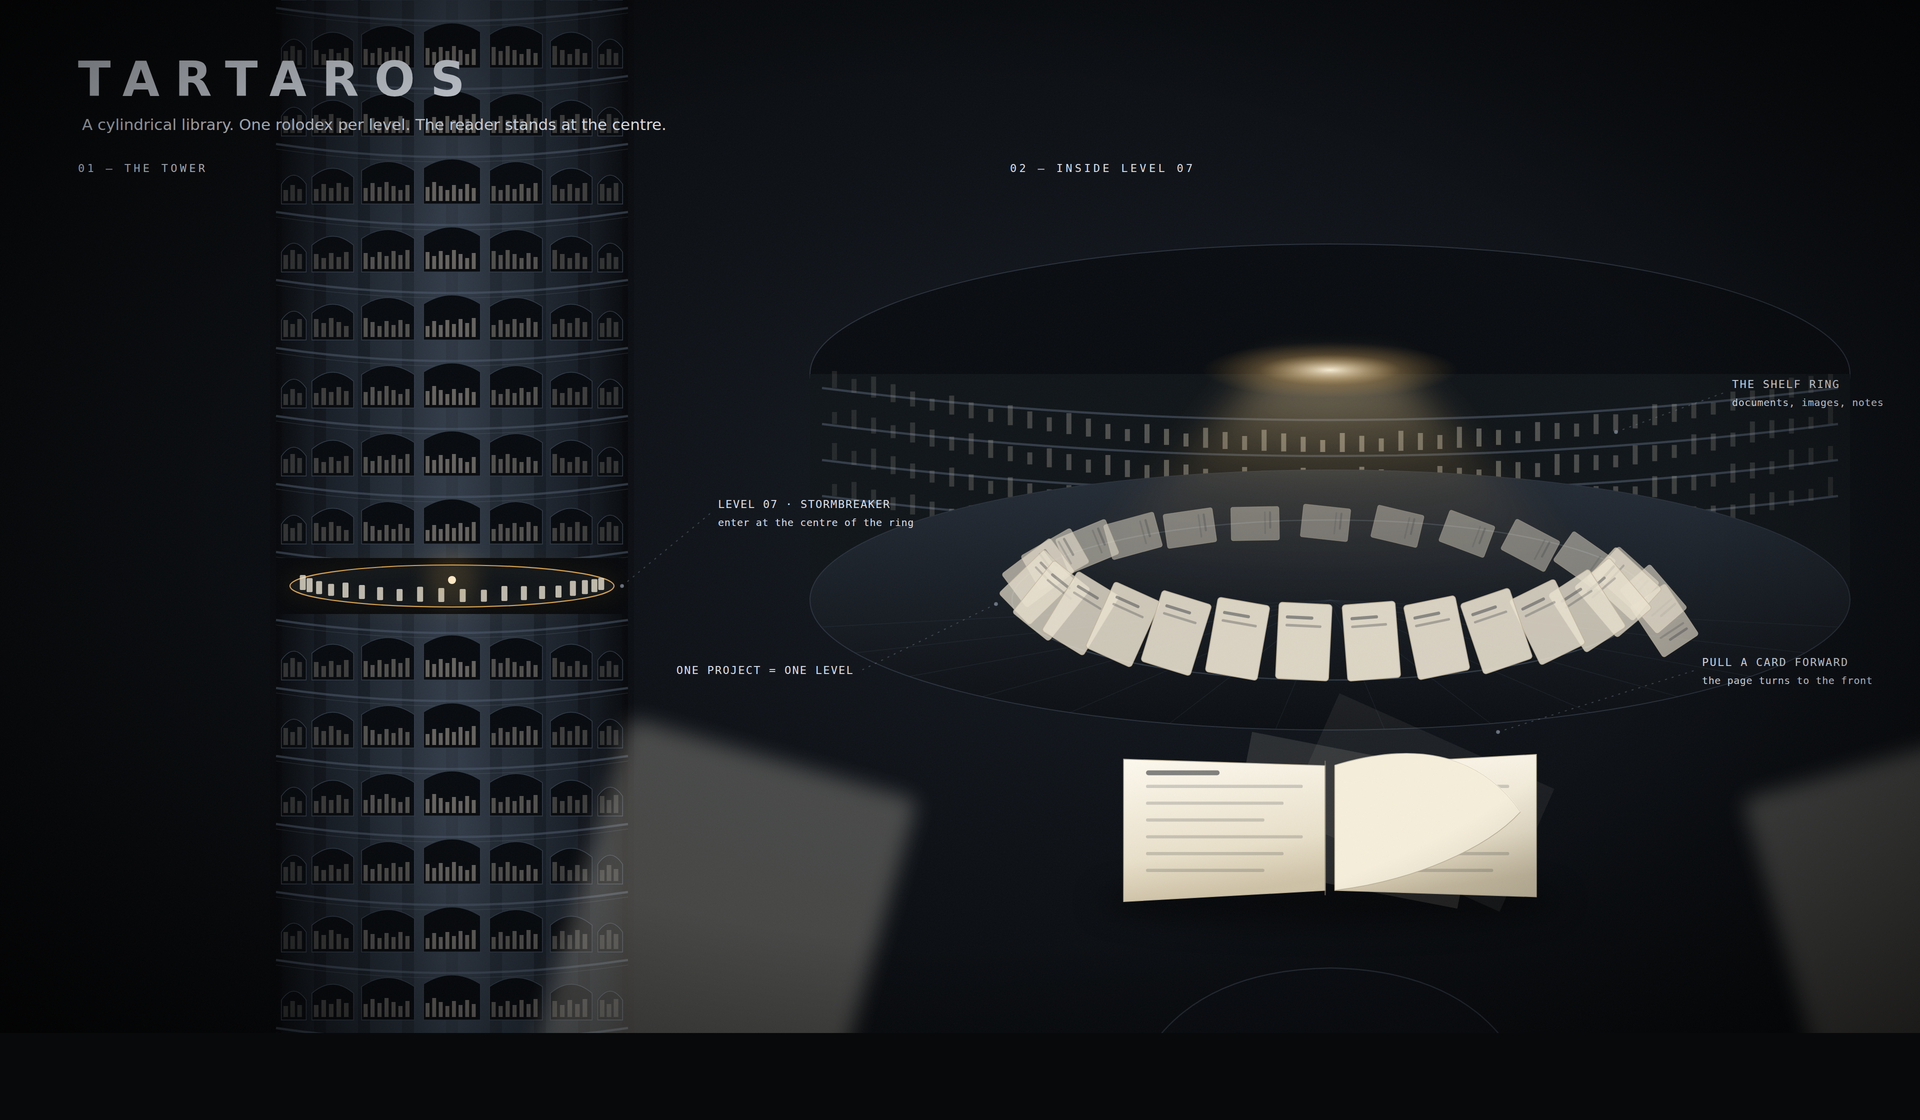 TARTAROS
A cylindrical library. One rolodex per level. The reader stands at the centre.
01 — THE TOWER
02 — INSIDE LEVEL 07
THE SHELF RING
documents, images, notes
LEVEL 07 · STORMBREAKER
enter at the centre of the ring
ONE PROJECT = ONE LEVEL
PULL A CARD FORWARD
the page turns to the front